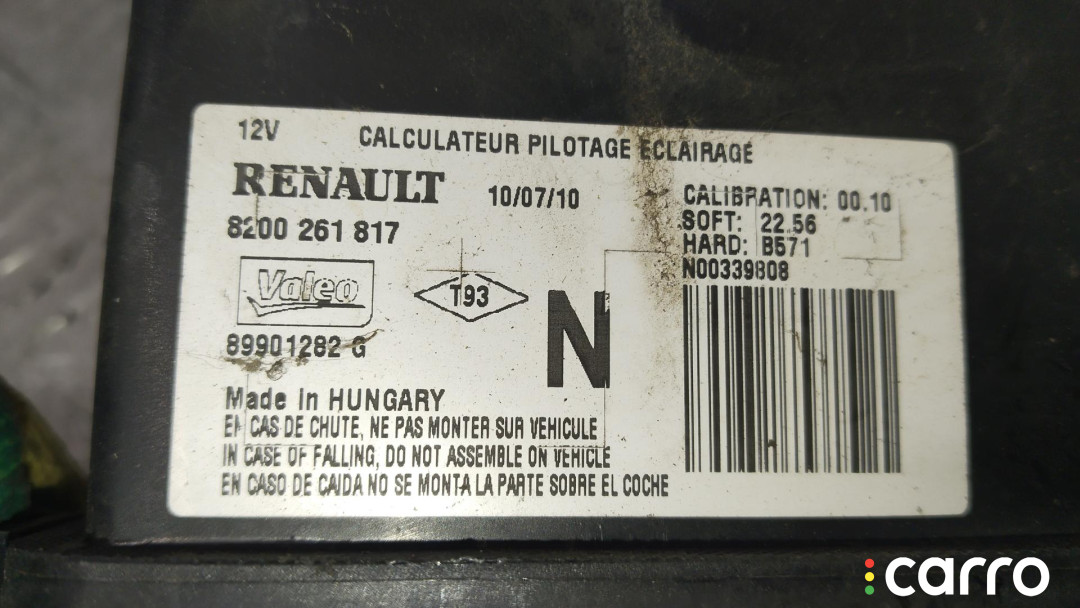 12V CALCULATEUR PILOTAGE ECLAIRAGE
RENAULT 10/07/10
8200 261 817
CALIBRATION: 00.10
SOFT: 22.56
HARD: B571
N00339808
Valeo
T93
N
89901282 G
Made in HUNGARY
EN CAS DE CHUTE, NE PAS MONTER SUR VEHICULE
IN CASE OF FALLING, DO NOT ASSEMBLE ON VEHICLE
EN CASO DE CAIDA NO SE MONTA LA PARTE SOBRE EL COCHE
carro